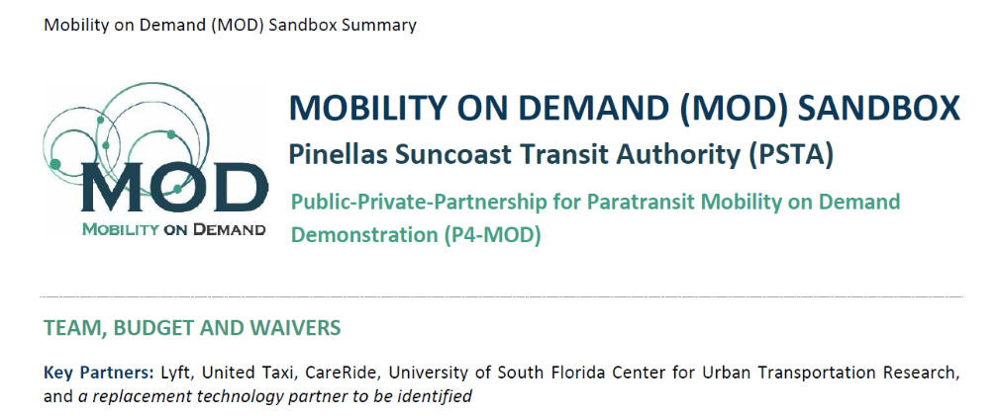 Mobility on Demand (MOD) Sandbox Summary
MOD
MOBILITY ON DEMAND
MOBILITY ON DEMAND (MOD) SANDBOX
Pinellas Suncoast Transit Authority (PSTA)
Public-Private-Partnership for Paratransit Mobility on Demand
Demonstration (P4-MOD)
TEAM, BUDGET AND WAIVERS
Key Partners: Lyft, United Taxi, CareRide, University of South Florida Center for Urban Transportation Research,
and a replacement technology partner to be identified